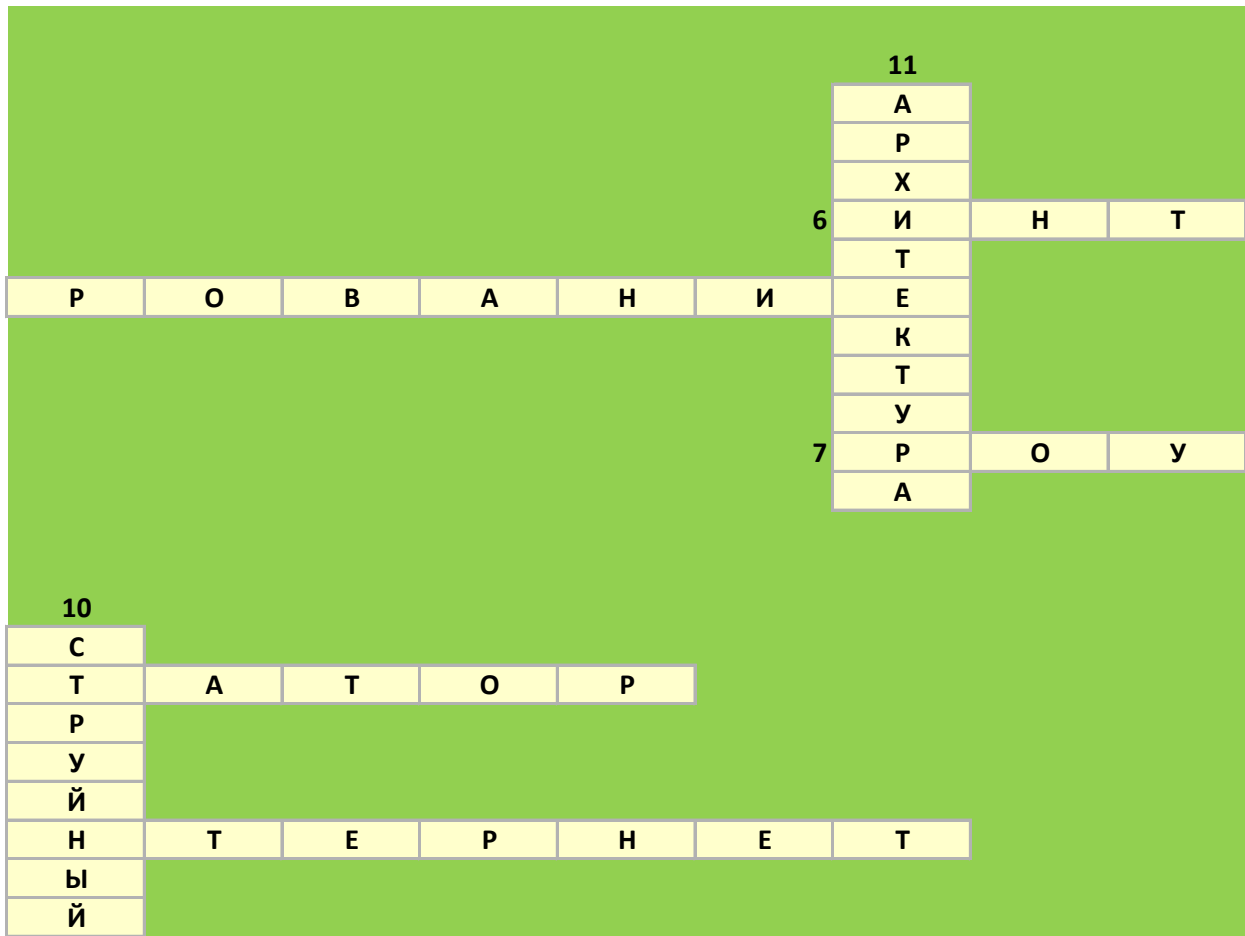 11
А
Р
Х
6 И Н Т
Т
Р О В А Н И Е
К
Т
У
7 Р О У
А
10
С
Т А Т О Р
Р
У
Й
Н Т Е Р Н Е Т
Ы
Й